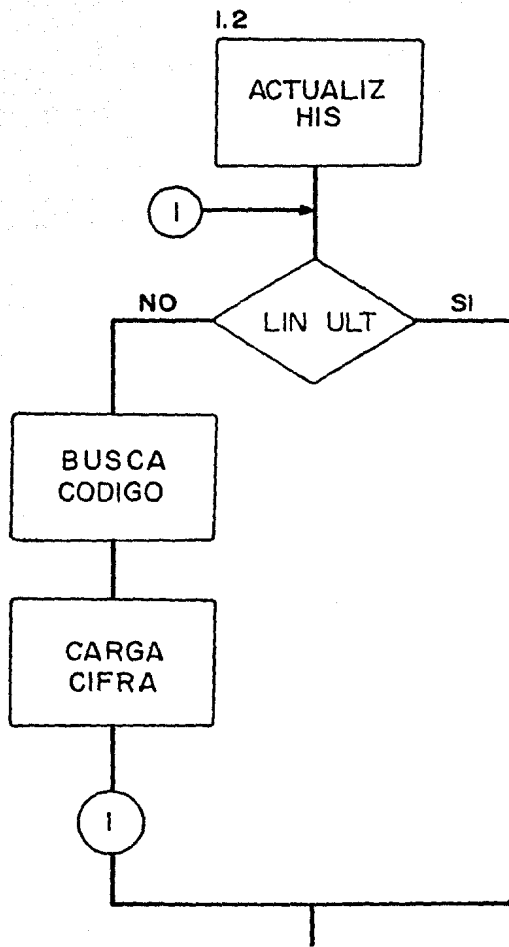 1.2
ACTUALIZ
HIS
1
NO
LIN ULT
SI
BUSCA
CODIGO
CARGA
CIFRA
1